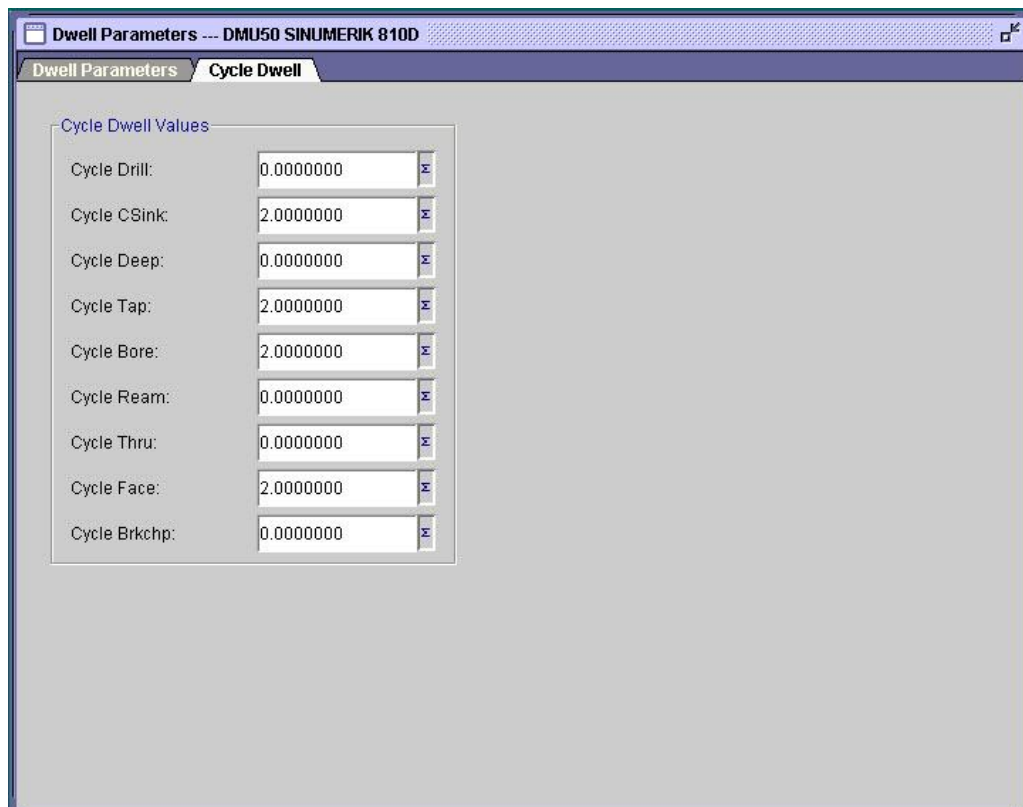 Dwell Parameters --- DMU50 SINUMERIK 810D
Dwell Parameters Cycle Dwell
Cycle Dwell Values
Cycle Drill: 0.0000000 Σ
Cycle CSink: 2.0000000 Σ
Cycle Deep: 0.0000000 Σ
Cycle Tap: 2.0000000 Σ
Cycle Bore: 2.0000000 Σ
Cycle Ream: 0.0000000 Σ
Cycle Thru: 0.0000000 Σ
Cycle Face: 2.0000000 Σ
Cycle Brkchp: 0.0000000 Σ